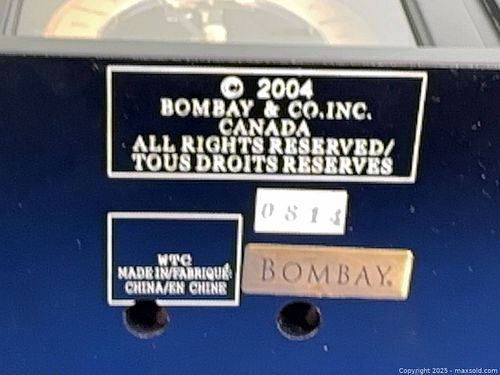 © 2004
BOMBAY & CO.INC.
CANADA
ALL RIGHTS RESERVED/
TOUS DROITS RESERVES
WTC
MADE IN/FABRIQUÉ
CHINA/EN CHINE
BOMBAY.
Copyright 2025 - maxsold.com